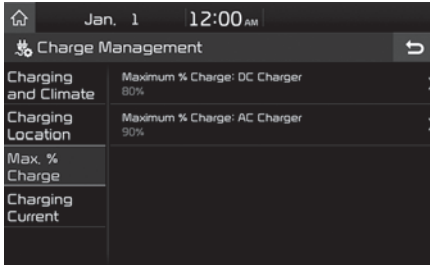 Jan. 1 12:00 AM
Charge Management
Charging
and Climate
Maximum % Charge: DC Charger
80%
Charging
Location
Maximum % Charge: AC Charger
90%
Max. %
Charge
Charging
Current